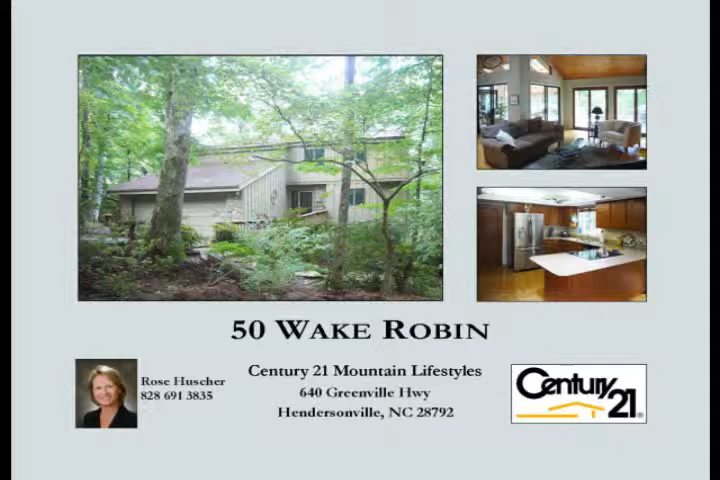 50 WAKE ROBIN
Rose Huscher
828 691 3835
Century 21 Mountain Lifestyles
640 Greenville Hwy
Hendersonville, NC 28792
Century
21